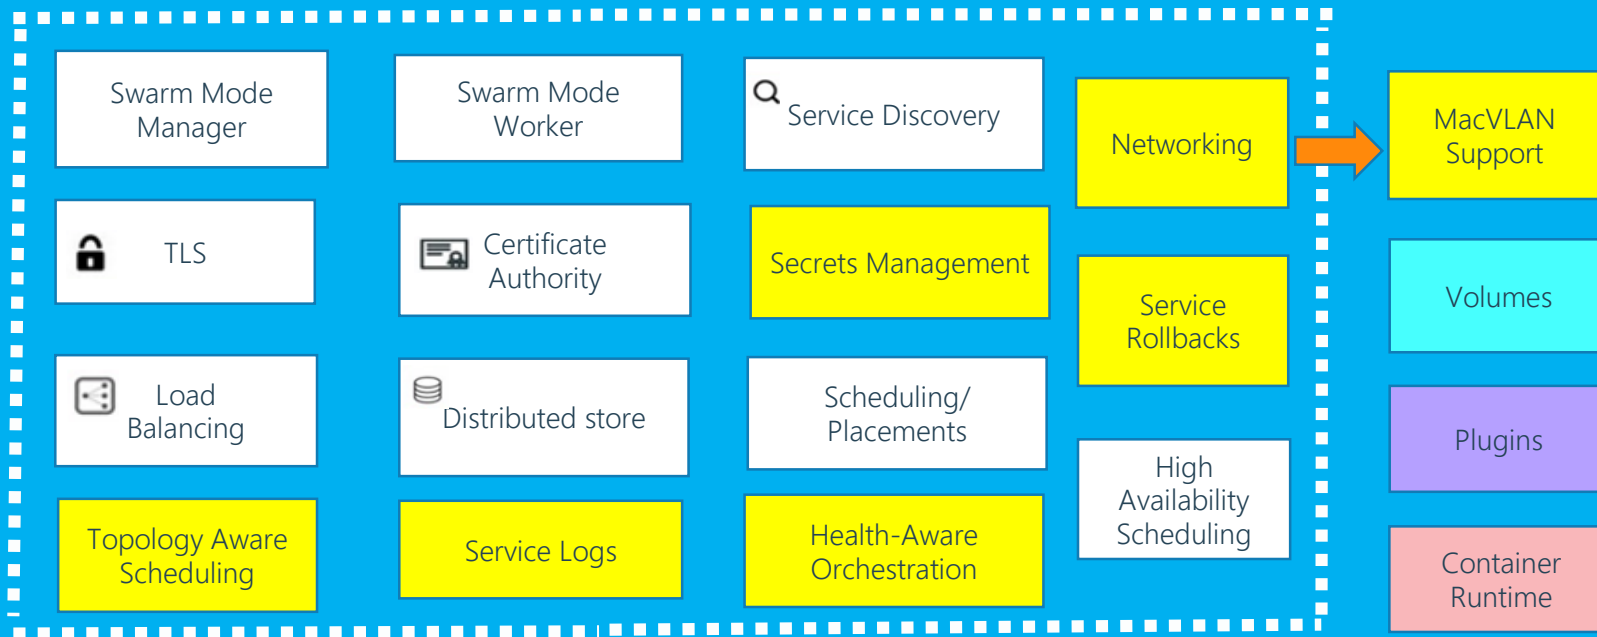 Swarm Mode
Manager
Swarm Mode
Worker
Service Discovery
Networking
MacVLAN
Support
TLS
Certificate
Authority
Secrets Management
Service
Rollbacks
Volumes
Load
Balancing
Distributed store
Scheduling/
Placements
High
Availability
Scheduling
Plugins
Topology Aware
Scheduling
Service Logs
Health-Aware
Orchestration
Container
Runtime